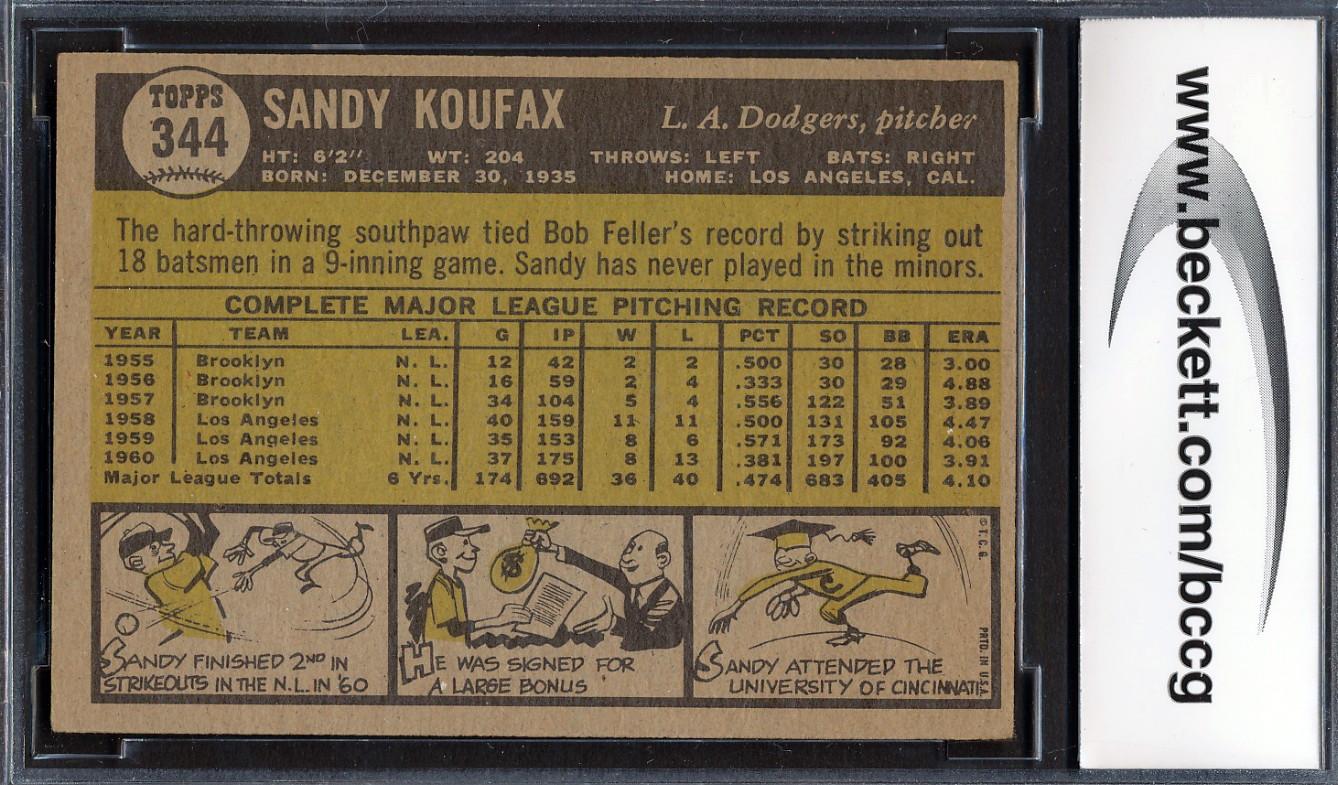 TOPPS
344
SANDY KOUFAX
L. A. Dodgers, pitcher
HT: 6'2" WT: 204 THROWS: LEFT BATS: RIGHT
BORN: DECEMBER 30, 1935 HOME: LOS ANGELES, CAL.
The hard-throwing southpaw tied Bob Feller's record by striking out
18 batsmen in a 9-inning game. Sandy has never played in the minors.
COMPLETE MAJOR LEAGUE PITCHING RECORD
YEAR TEAM LEA. G IP W L PCT SO BB ERA
1955 Brooklyn N. L. 12 42 2 2 .500 30 28 3.00
1956 Brooklyn N. L. 16 59 2 4 .333 30 29 4.88
1957 Brooklyn N. L. 34 104 5 4 .556 122 51 3.89
1958 Los Angeles N. L. 40 159 11 11 .500 131 105 4.47
1959 Los Angeles N. L. 35 153 8 6 .571 173 92 4.06
1960 Los Angeles N. L. 37 175 8 13 .381 197 100 3.91
Major League Totals 6 Yrs. 174 692 36 40 .474 683 405 4.10
SANDY FINISHED 2ND IN
STRIKEOUTS IN THE N.L. IN '60
$
HE WAS SIGNED FOR
A LARGE BONUS
SANDY ATTENDED THE
UNIVERSITY OF CINCINNATI
© T. C. G.
PRTD. IN U.S.A.
www.beckett.com/bccg